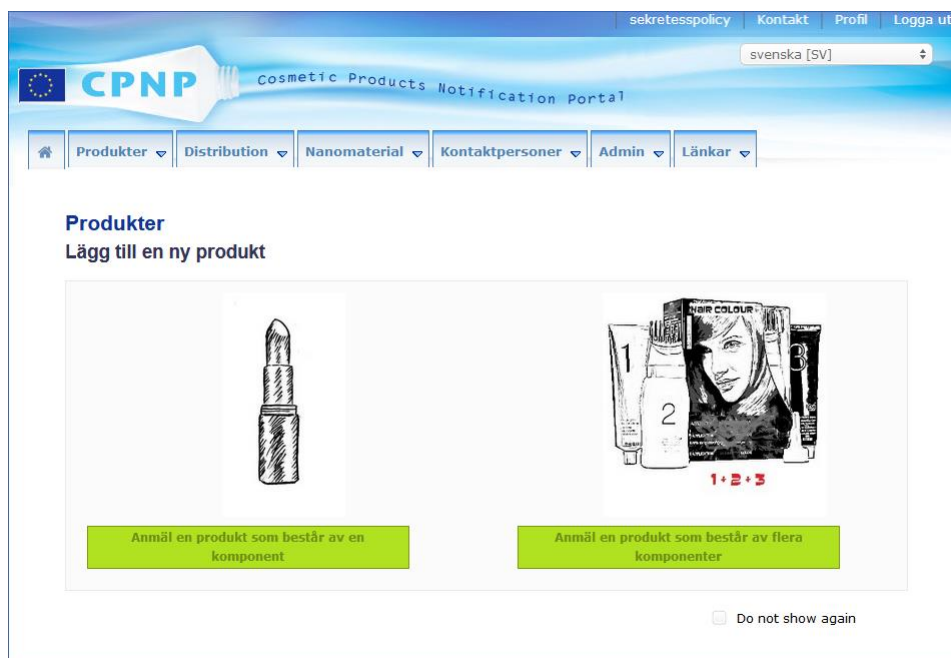 sekretesspolicy Kontakt Profil Logga ut
svenska [SV]
CPNP Cosmetic Products Notification Portal
Produkter Distribution Nanomaterial Kontaktpersoner Admin Länkar
Produkter
Lägg till en ny produkt
HAIR COLOUR
1
3
2
1+2+3
Anmäl en produkt som består av en
komponent
Anmäl en produkt som består av flera
komponenter
Do not show again